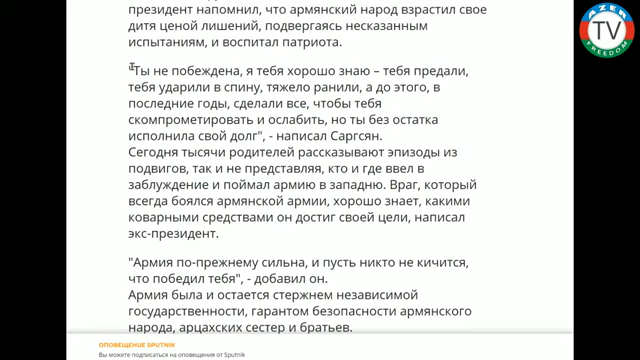 президент напомнил, что армянский народ взрастил свое
дитя ценой лишений, подвергаясь несказанным
испытаниям, и воспитал патриота.
"Ты не побеждена, я тебя хорошо знаю – тебя предали,
тебя ударили в спину, тяжело ранили, а до этого, в
последние годы, сделали все, чтобы тебя
скомпрометировать и ослабить, но ты без остатка
исполнила свой долг", - написал Саргсян.
Сегодня тысячи родителей рассказывают эпизоды из
подвигов, так и не представляя, кто и где ввел в
заблуждение и поймал армию в западню. Враг, который
всегда боялся армянской армии, хорошо знает, какими
коварными средствами он достиг своей цели, написал
экс-президент.
"Армия по-прежнему сильна, и пусть никто не кичится,
что победил тебя", - добавил он.
Армия была и остается стержнем независимой
государственности, гарантом безопасности армянского
народа, арцахских сестер и братьев.
ОПОВЕЩЕНИЕ SPUTNIK
Вы можете подписаться на оповещения от Sputnik
AZER
TV
FREEDOM